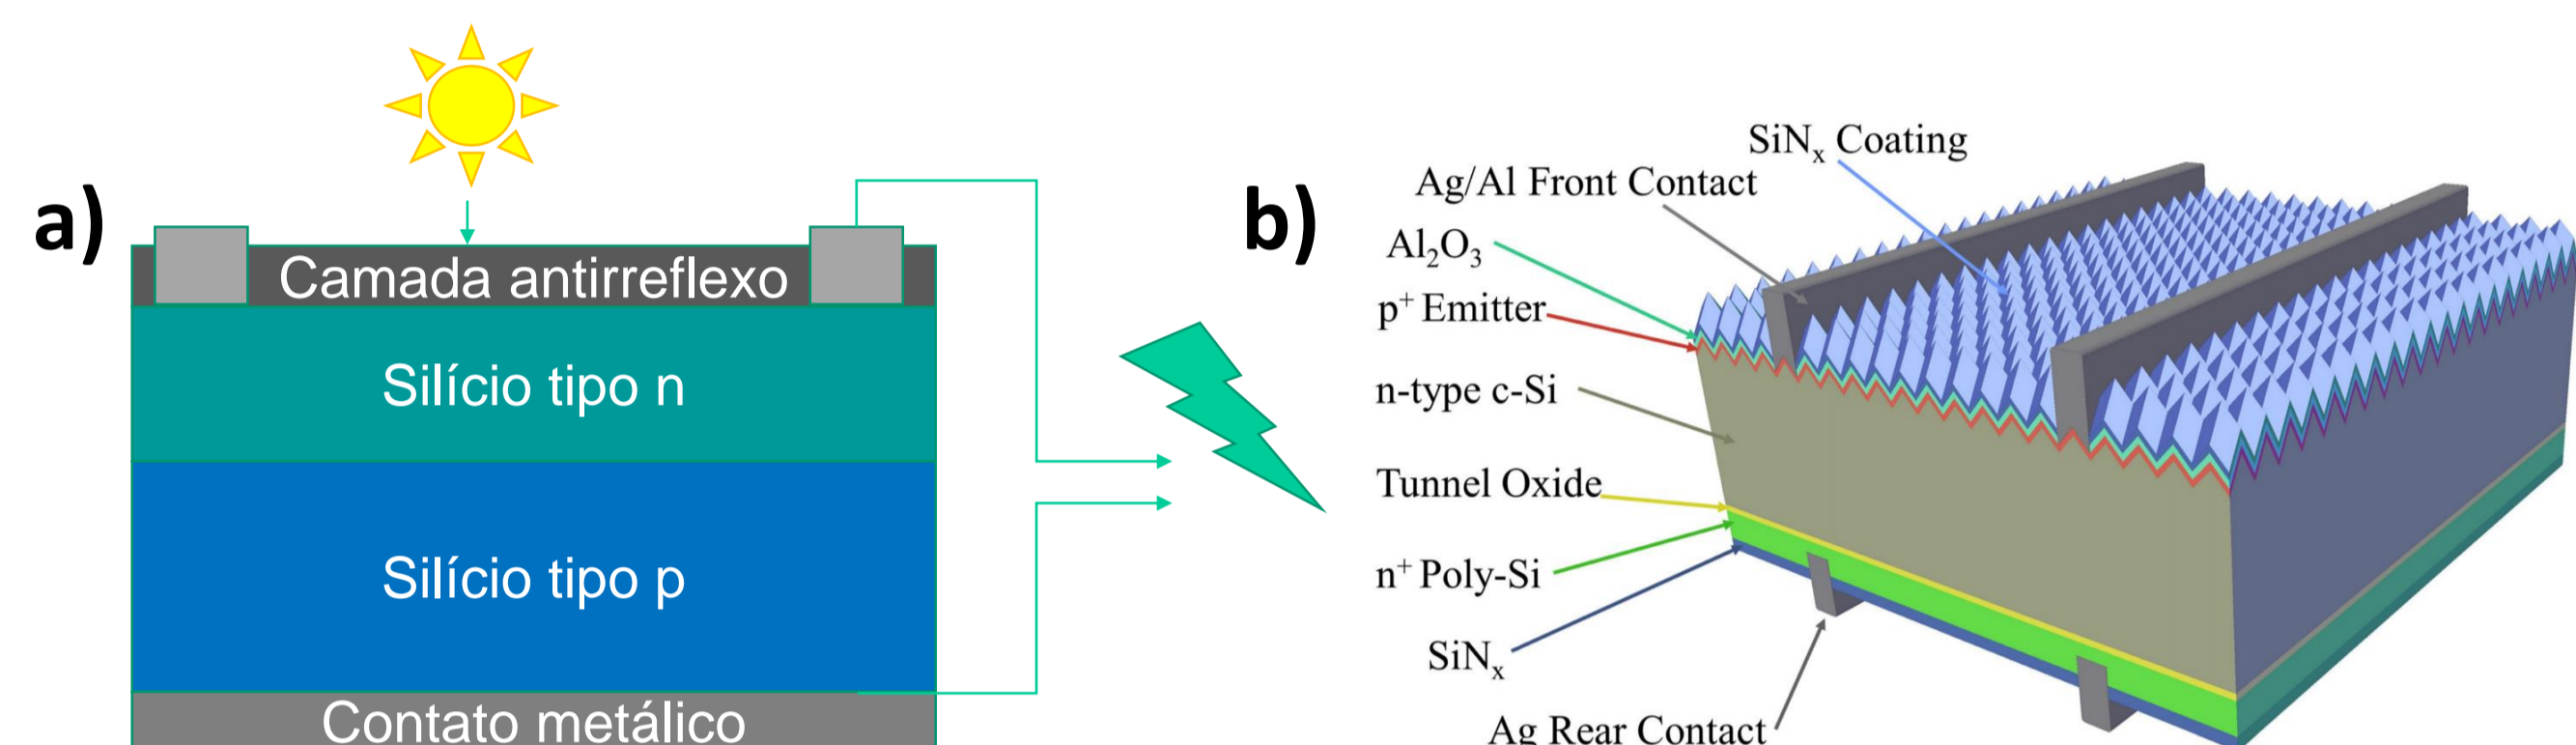 a)
Camada antirreflexo
Silício tipo n
Silício tipo p
Contato metálico
b)
SiNₓ Coating
Ag/Al Front Contact
Al₂O₃
p⁺ Emitter
n-type c-Si
Tunnel Oxide
n⁺ Poly-Si
SiNₓ
Ag Rear Contact